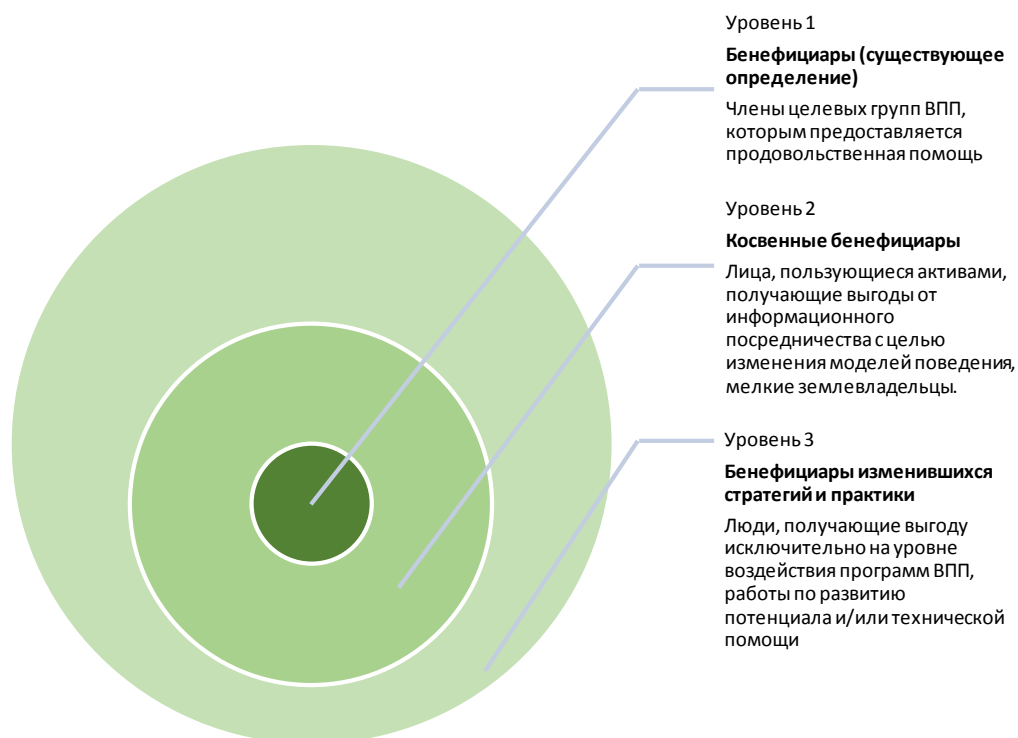 Уровень 1
Бенефициары (существующее
определение)
Члены целевых групп ВПП,
которым предоставляется
продовольственная помощь
Уровень 2
Косвенные бенефициары
Лица, пользующиеся активами,
получающие выгоды от
информационного
посредничества с целью
изменения моделей поведения,
мелкие землевладельцы.
Уровень 3
Бенефициары изменившихся
стратегий и практики
Люди, получающие выгоду
исключительно на уровне
воздействия программ ВПП,
работы по развитию
потенциала и/или технической
помощи